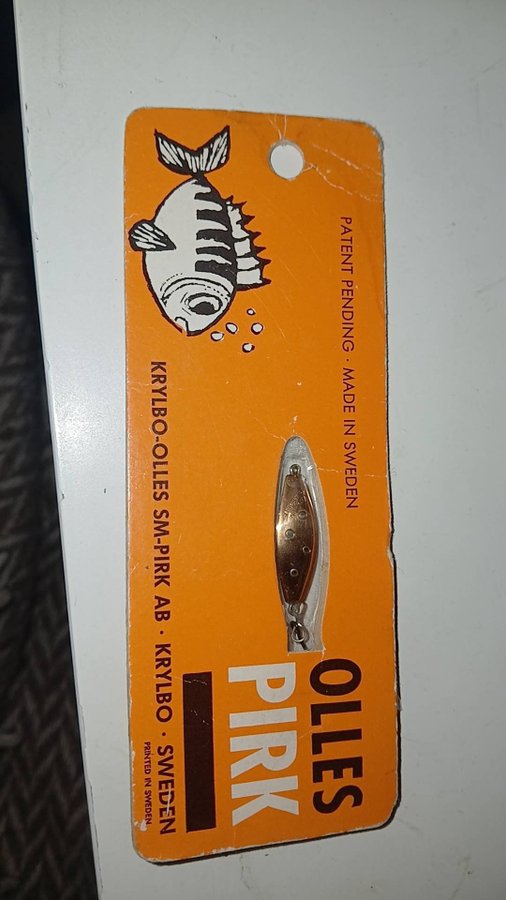 PATENT PENDING · MADE IN SWEDEN
OLLES
PIRK
KRYLBO-OLLES SM-PIRK AB · KRYLBO · SWEDEN
PRINTED IN SWEDEN